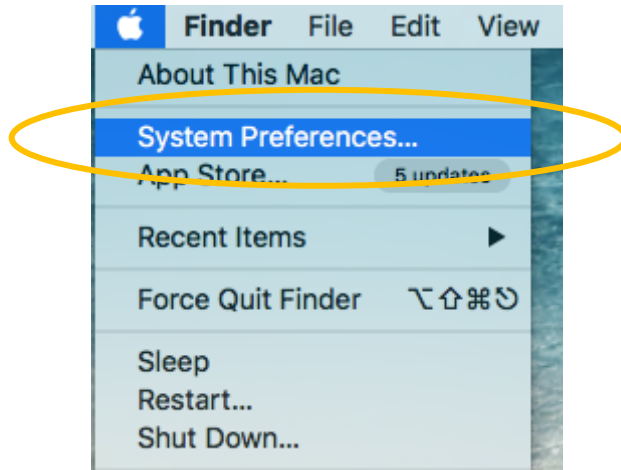 Finder File Edit View
About This Mac
System Preferences...
App Store... 5 updates
Recent Items
Force Quit Finder ⌥⇧⌘⎋
Sleep
Restart...
Shut Down...